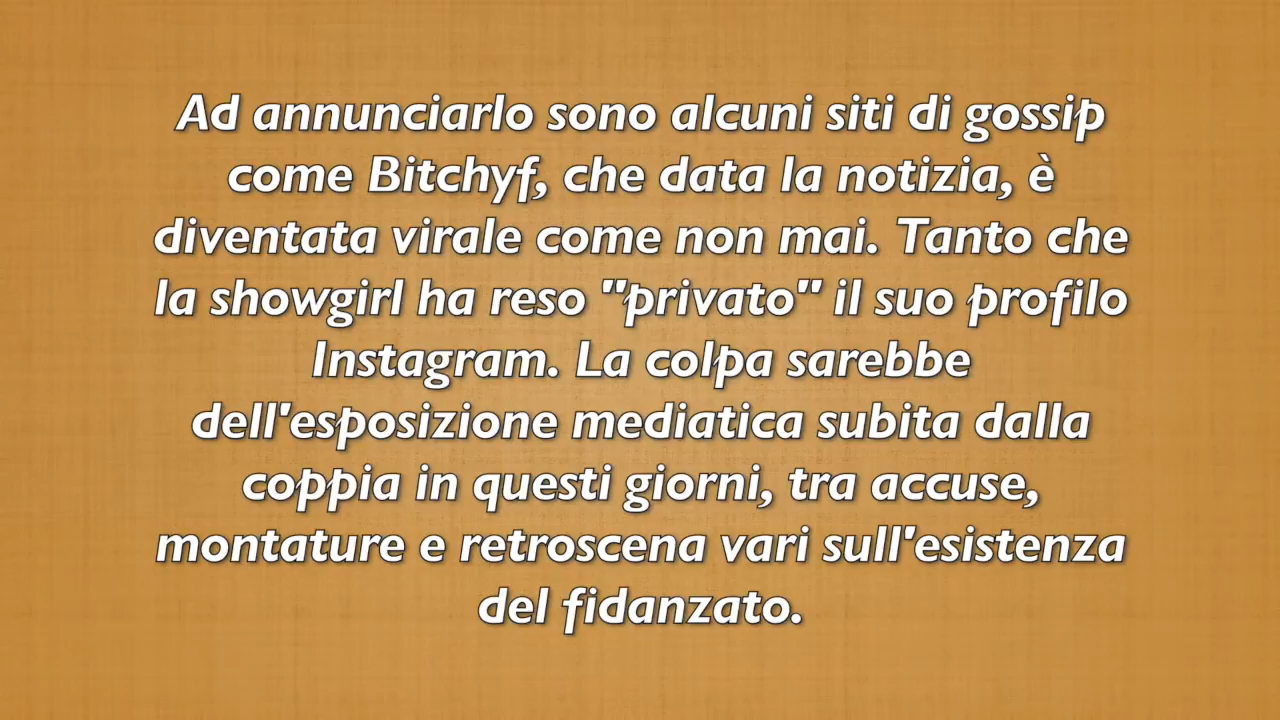 Ad annunciarlo sono alcuni siti di gossip
come Bitchyf, che data la notizia, è
diventata virale come non mai. Tanto che
la showgirl ha reso "privato" il suo profilo
Instagram. La colpa sarebbe
dell'esposizione mediatica subita dalla
coppia in questi giorni, tra accuse,
montature e retroscena vari sull'esistenza
del fidanzato.